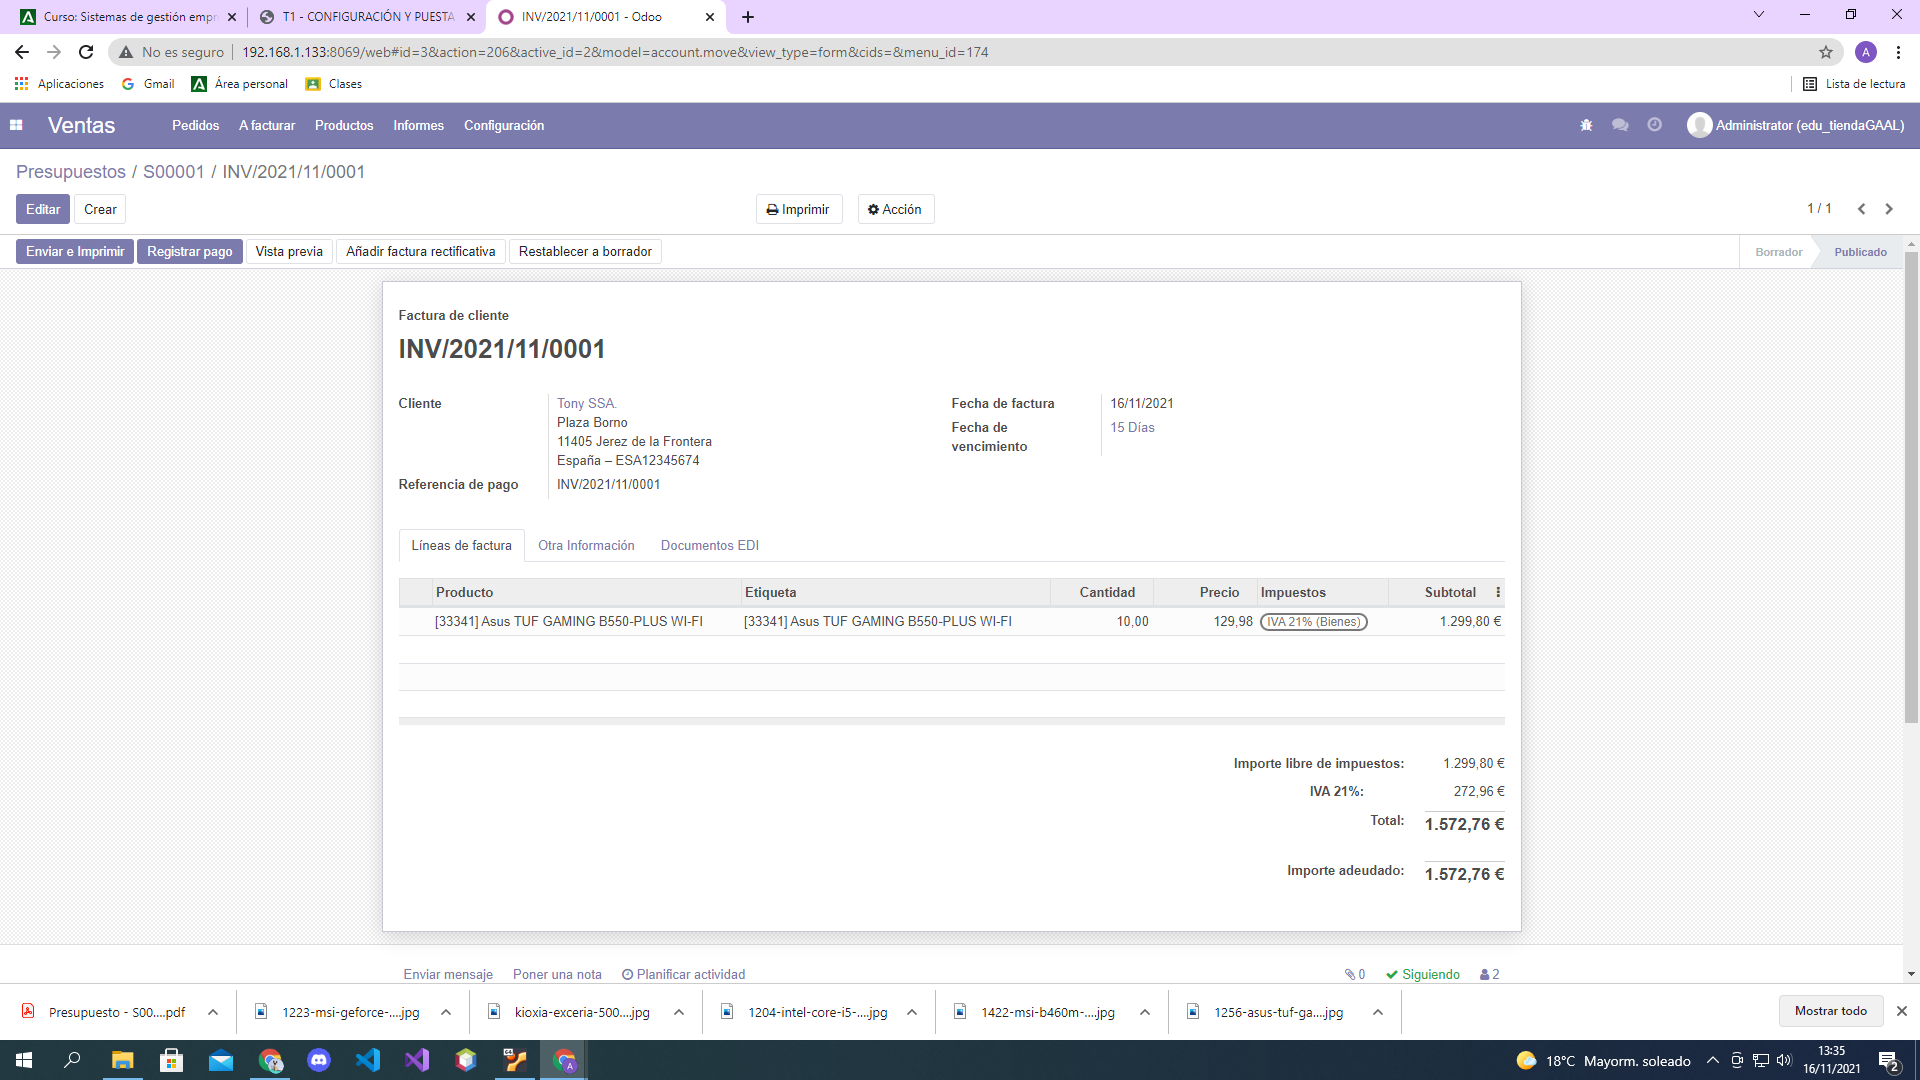 Curso: Sistemas de gestión empr
T1 - CONFIGURACIÓN Y PUESTA
INV/2021/11/0001 - Odoo
No es seguro
192.168.1.133:8069/web#id=3&action=206&active_id=2&model=account.move&view_type=form&cids=&menu_id=174
A
Aplicaciones
Gmail
Área personal
Clases
Lista de lectura
Ventas
Pedidos
A facturar
Productos
Informes
Configuración
Administrator (edu_tiendaGAAL)
Presupuestos / S00001 / INV/2021/11/0001
Editar
Crear
Imprimir
Acción
1 / 1
Enviar e Imprimir
Registrar pago
Vista previa
Añadir factura rectificativa
Restablecer a borrador
Borrador
Publicado
Factura de cliente
INV/2021/11/0001
Cliente
Tony SSA.
Plaza Borno
11405 Jerez de la Frontera
España – ESA12345674
Referencia de pago
INV/2021/11/0001
Fecha de factura
16/11/2021
Fecha de vencimiento
15 Días
Líneas de factura
Otra Información
Documentos EDI
Producto
Etiqueta
Cantidad
Precio
Impuestos
Subtotal
[33341] Asus TUF GAMING B550-PLUS WI-FI
[33341] Asus TUF GAMING B550-PLUS WI-FI
10,00
129,98
IVA 21% (Bienes)
1.299,80 €
Importe libre de impuestos:
1.299,80 €
IVA 21%:
272,96 €
Total:
1.572,76 €
Importe adeudado:
1.572,76 €
Enviar mensaje
Poner una nota
Planificar actividad
0
Siguiendo
2
Presupuesto - S00....pdf
1223-msi-geforce-....jpg
kioxia-exceria-500....jpg
1204-intel-core-i5-....jpg
1422-msi-b460m-....jpg
1256-asus-tuf-ga....jpg
Mostrar todo
18°C
Mayorm. soleado
13:35
16/11/2021
2